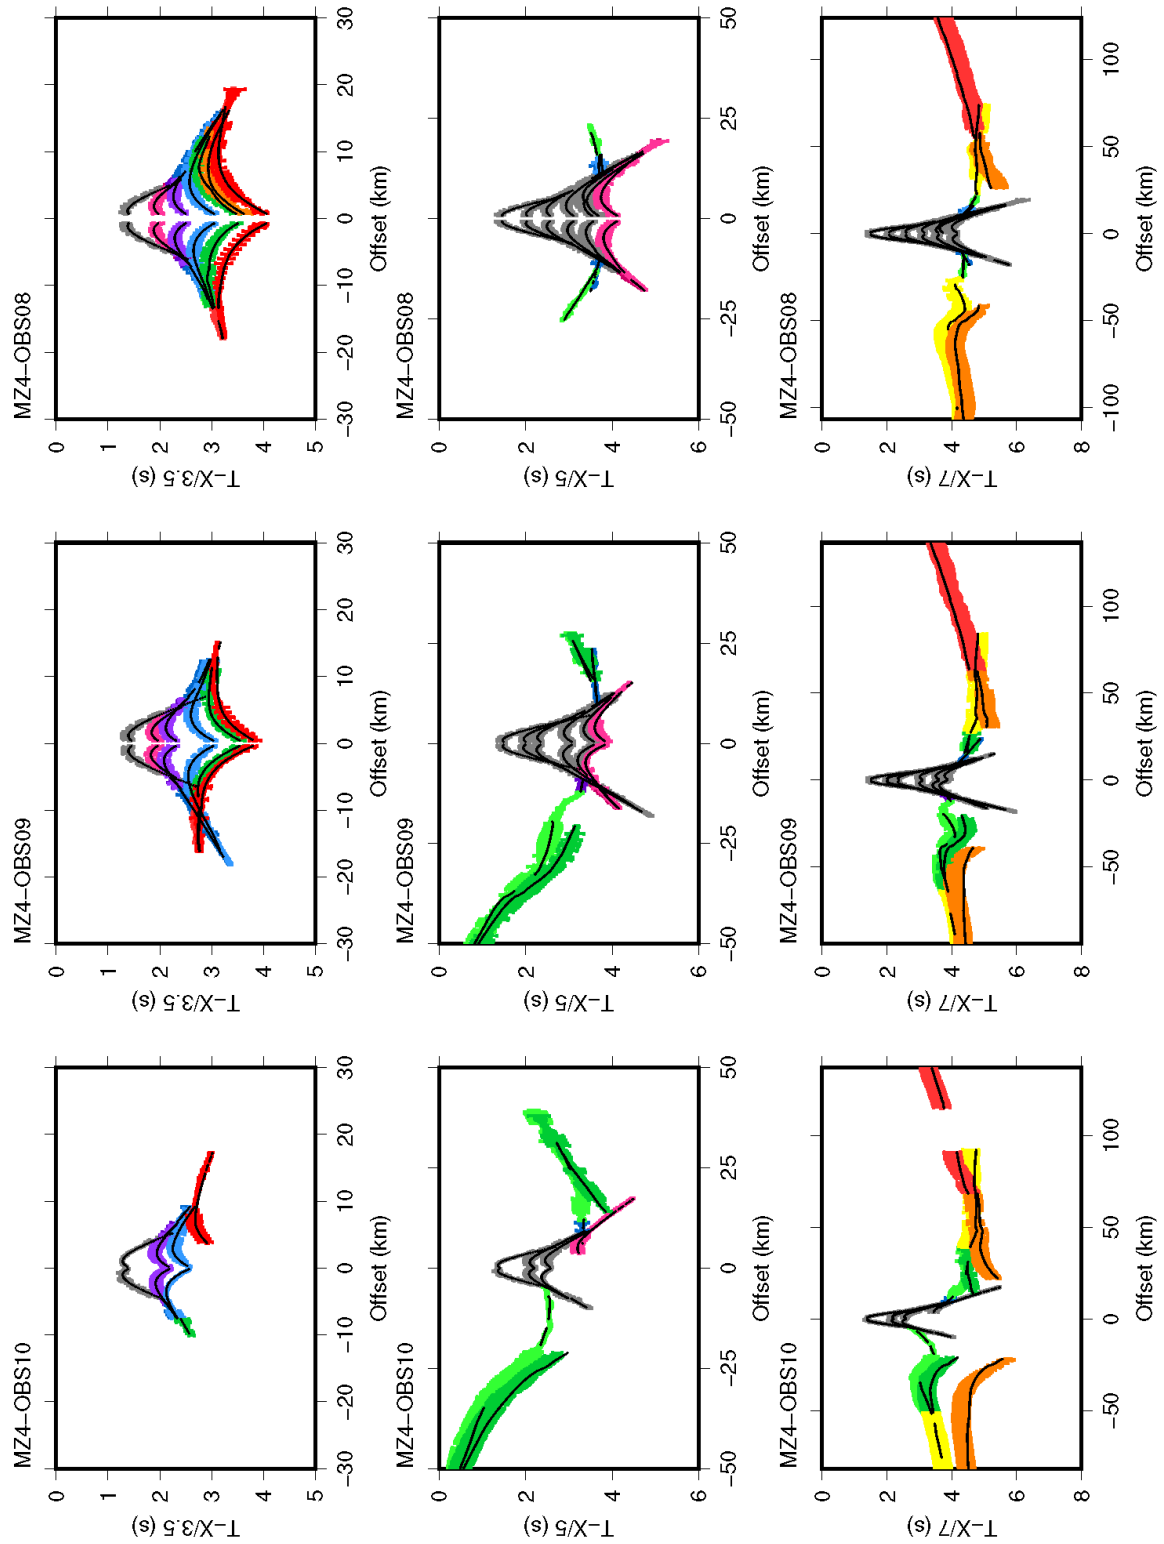 MZ4–OBS10
0
1
2
3
4
5
T–X/3.5 (s)
−30 −20 −10 0 10 20 30
Offset (km)
MZ4–OBS09
0
1
2
3
4
5
T–X/3.5 (s)
−30 −20 −10 0 10 20 30
Offset (km)
MZ4–OBS08
0
1
2
3
4
5
T–X/3.5 (s)
−30 −20 −10 0 10 20 30
Offset (km)
MZ4–OBS10
0
2
4
6
T–X/5 (s)
−50 −25 0 25 50
Offset (km)
MZ4–OBS09
0
2
4
6
T–X/5 (s)
−50 −25 0 25 50
Offset (km)
MZ4–OBS08
0
2
4
6
T–X/5 (s)
−50 −25 0 25 50
Offset (km)
MZ4–OBS10
0
2
4
6
8
T–X/7 (s)
−50 0 50 100
Offset (km)
MZ4–OBS09
0
2
4
6
8
T–X/7 (s)
−50 0 50 100
Offset (km)
MZ4–OBS08
0
2
4
6
8
T–X/7 (s)
−100 −50 0 50 100
Offset (km)